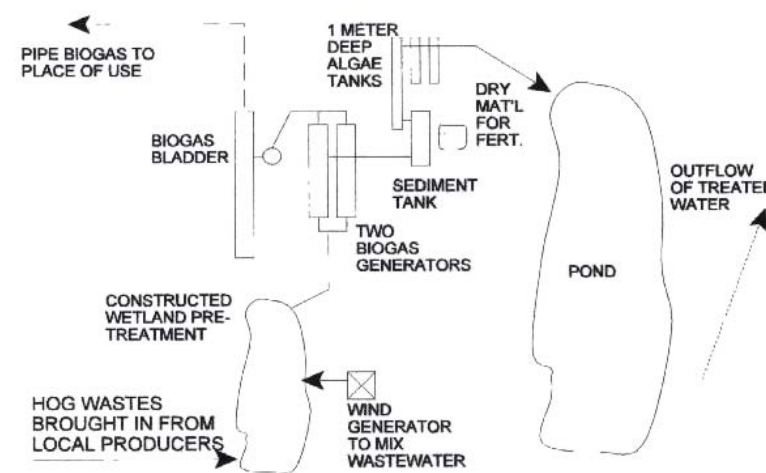 PIPE BIOGAS TO
PLACE OF USE
1 METER
DEEP
ALGAE
TANKS
DRY
MAT'L
FOR
FERT.
BIOGAS
BLADDER
SEDIMENT
TANK
OUTFLOW
OF TREATED
WATER
TWO
BIOGAS
GENERATORS
POND
CONSTRUCTED
WETLAND PRE-
TREATMENT
HOG WASTES
BROUGHT IN FROM
LOCAL PRODUCERS
WIND
GENERATOR
TO MIX
WASTEWATER